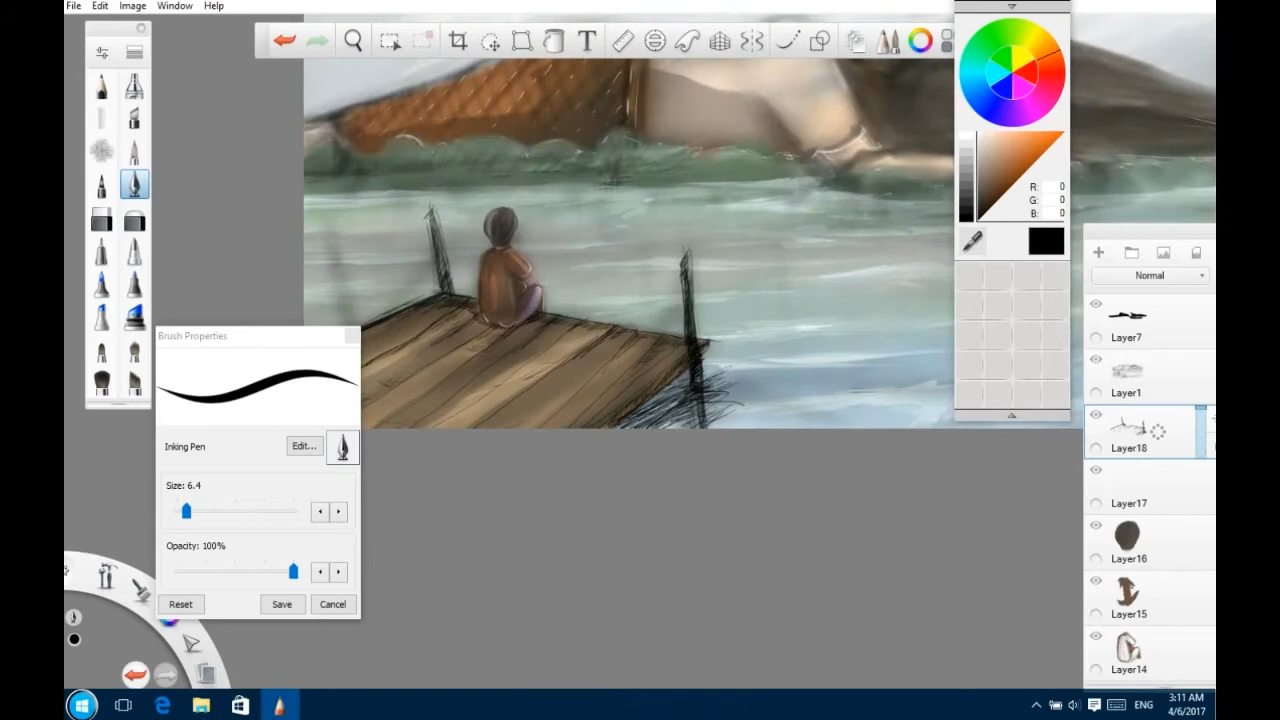 File Edit Image Window Help
T
R: 0
G: 0
B: 0
Normal
Layer7
Layer1
Layer18
Layer17
Layer16
Layer15
Layer14
Brush Properties
Inking Pen
Edit...
Size: 6.4
Opacity: 100%
Reset Save Cancel
ENG
3:11 AM
4/6/2017